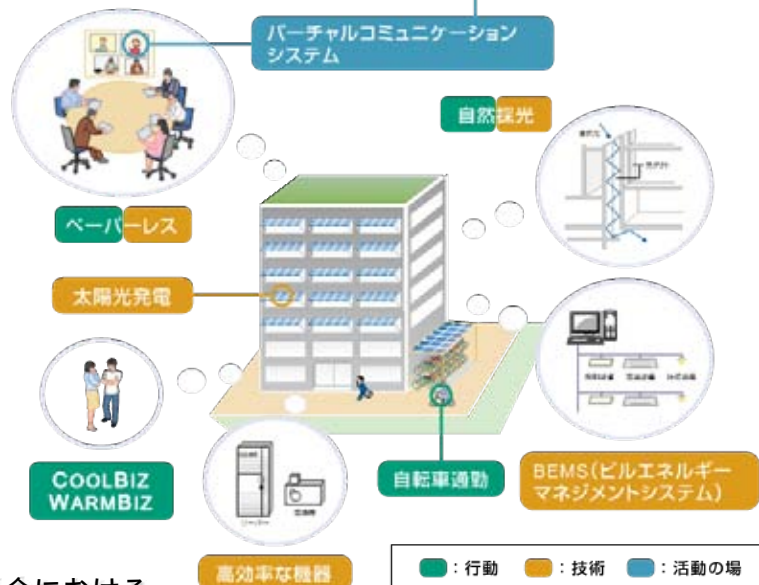 バーチャルコミュニケーション
システム
自然採光
ペーパーレス
太陽光発電
COOLBIZ
WARMBIZ
自転車通勤
BEMS(ビルエネルギー
マネジメントシステム)
高効率な機器
:行動 :技術 :活動の場